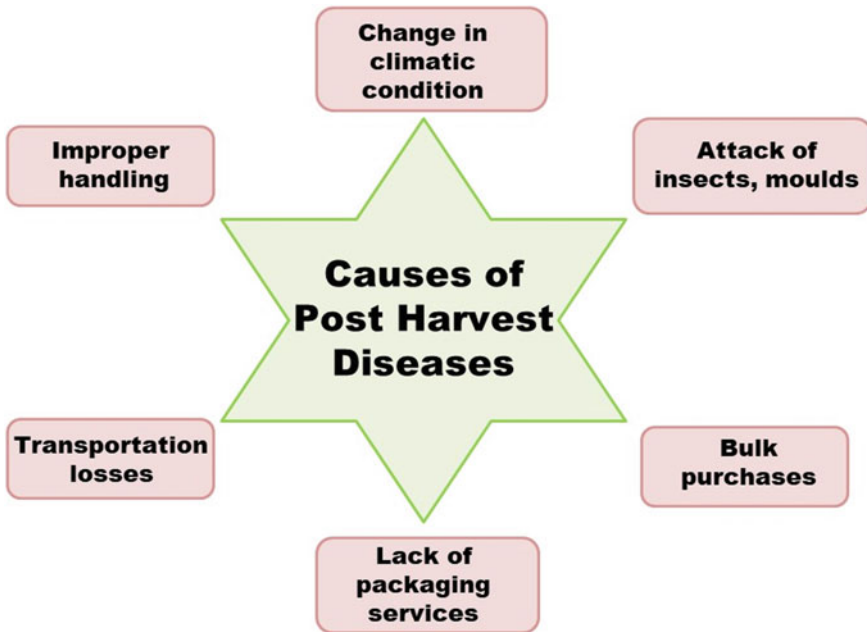 Change in
climatic
condition
Improper
handling
Attack of
insects, moulds
Causes of
Post Harvest
Diseases
Transportation
losses
Bulk
purchases
Lack of
packaging
services